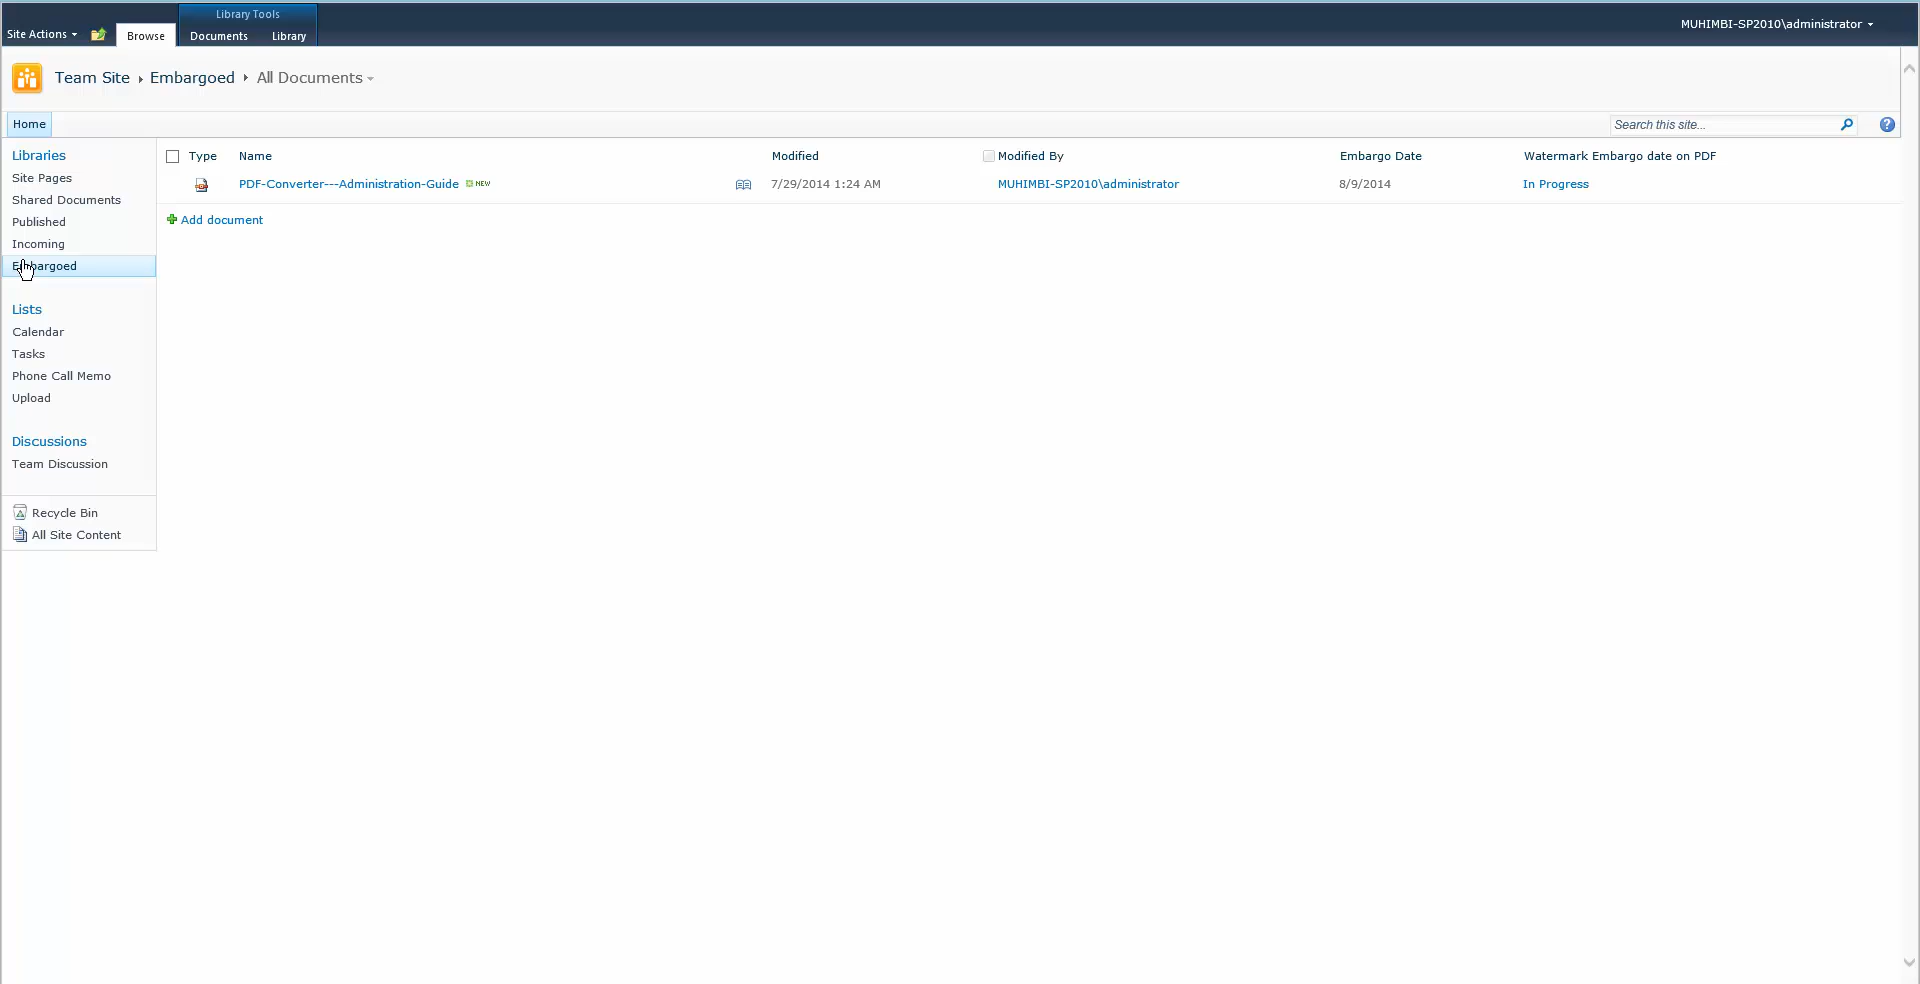 Library Tools
Site Actions
Browse
Documents
Library
MUHIMBI-SP2010\administrator
Team Site
Embargoed
All Documents
Home
Search this site...
Libraries
Site Pages
Shared Documents
Published
Incoming
Embargoed
Lists
Calendar
Tasks
Phone Call Memo
Upload
Discussions
Team Discussion
Recycle Bin
All Site Content
Type Name Modified Modified By Embargo Date Watermark Embargo date on PDF
PDF-Converter---Administration-Guide NEW 7/29/2014 1:24 AM MUHIMBI-SP2010\administrator 8/9/2014 In Progress
Add document